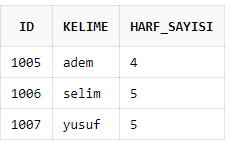 ID KELIME HARF_SAYISI
1005 adem 4
1006 selim 5
1007 yusuf 5